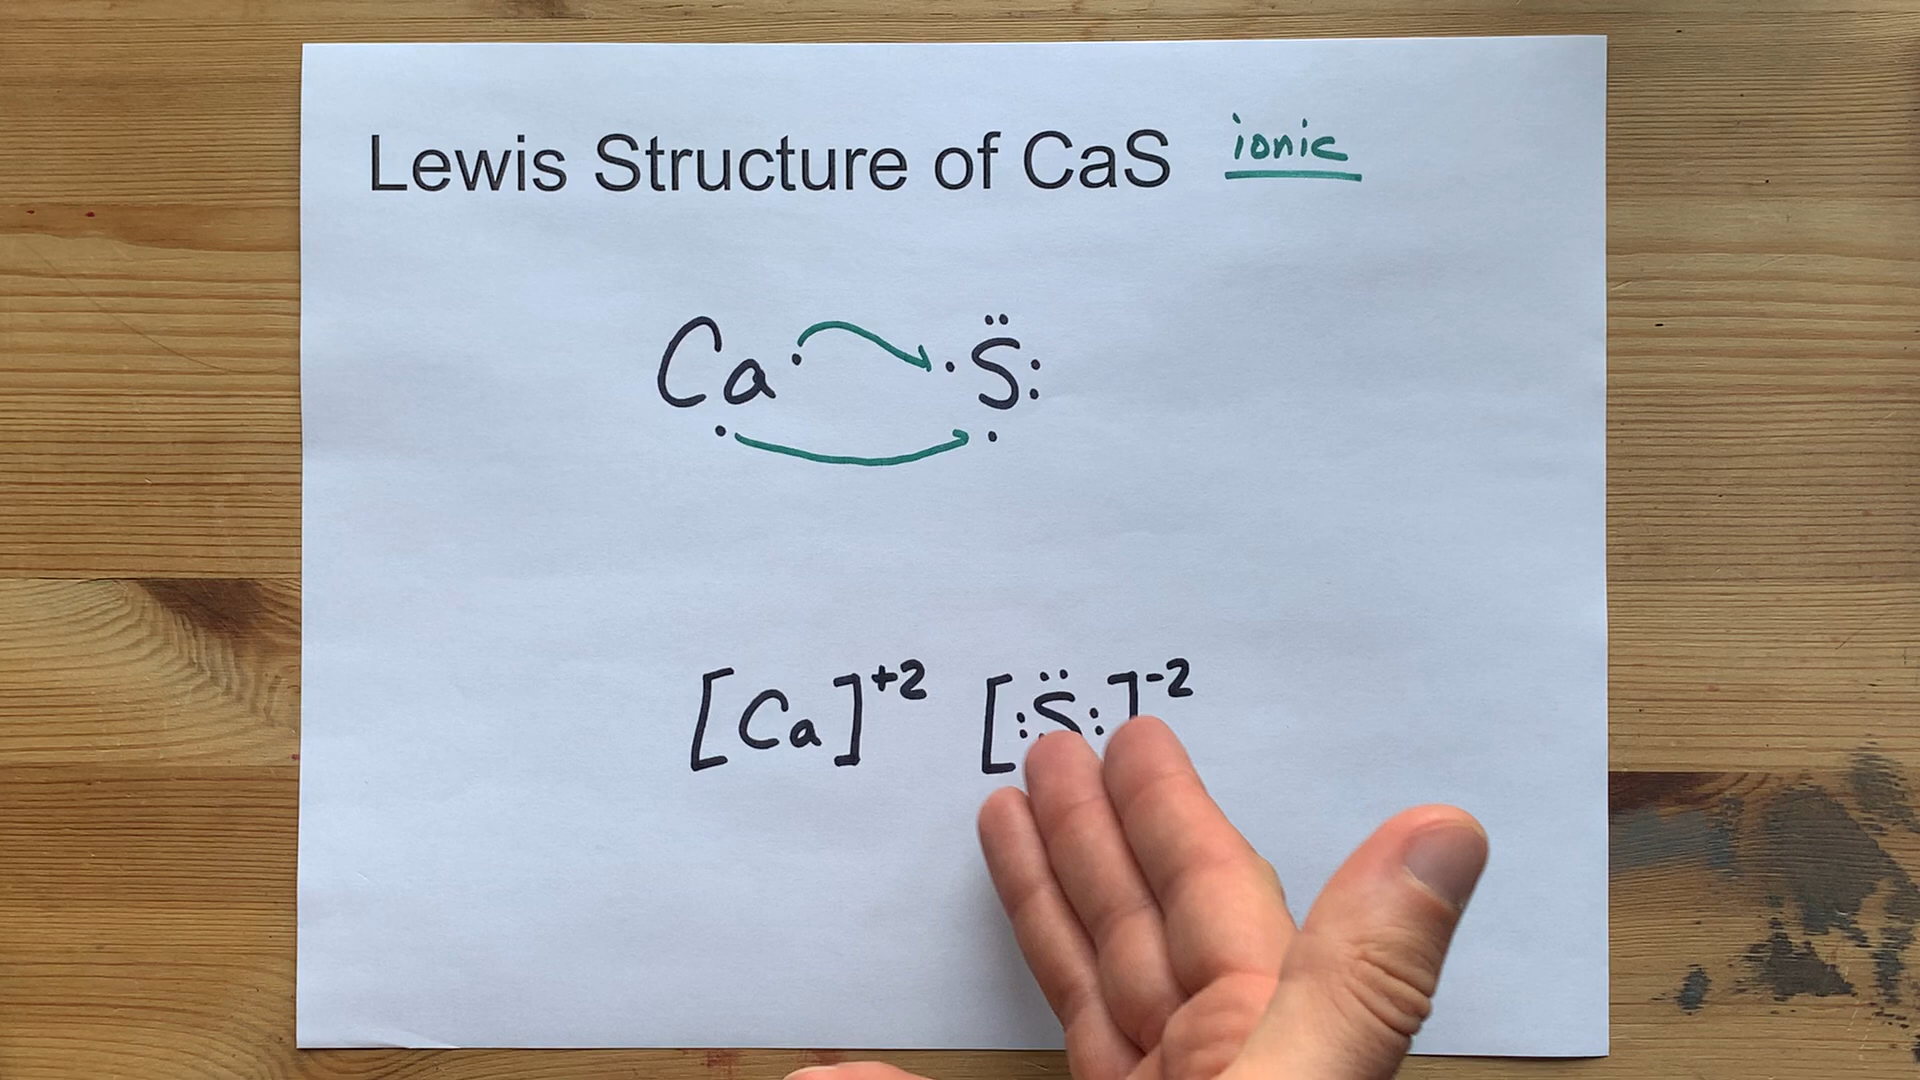 Lewis Structure of CaS ionic
Ca S
[Ca]+2 [S]-2